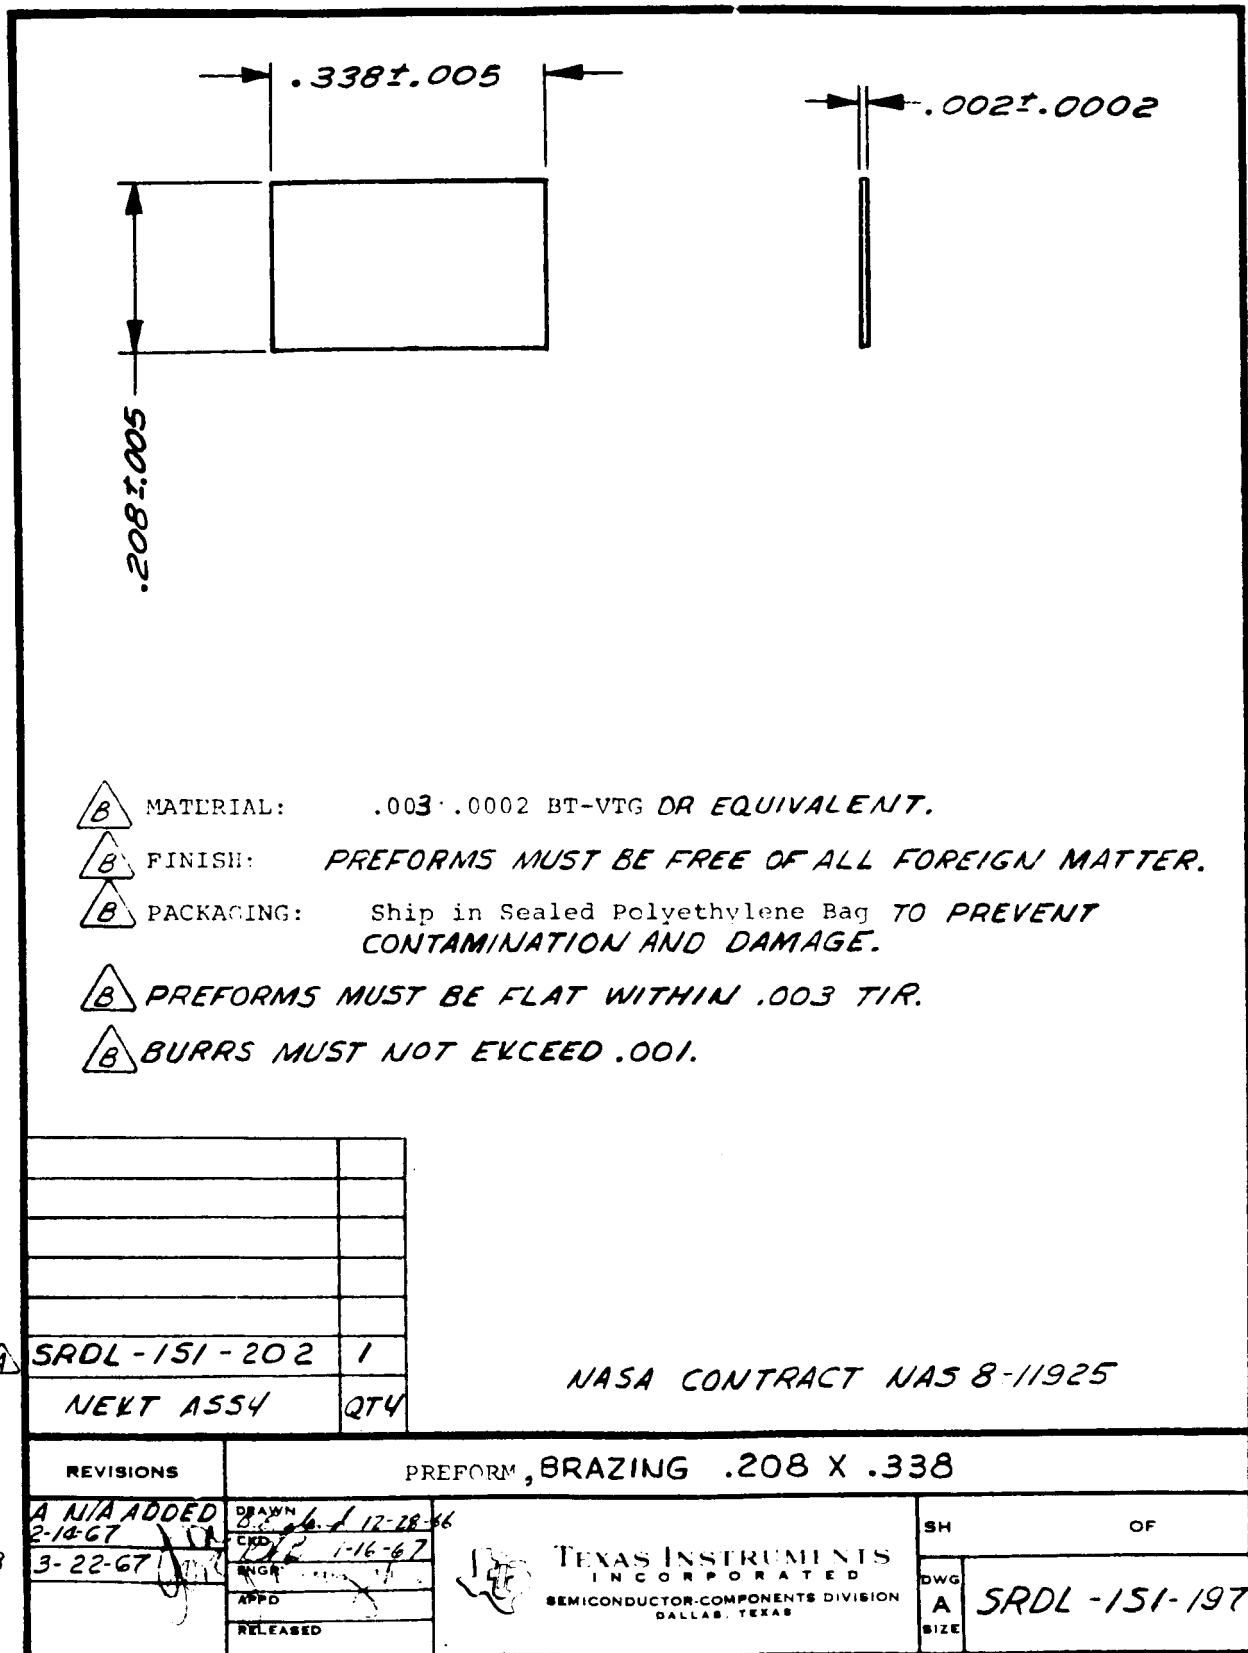 .338±.005
.002±.0002
.208±.005
B MATERIAL: .003 .0002 BT-VTG OR EQUIVALENT.
B FINISH: PREFORMS MUST BE FREE OF ALL FOREIGN MATTER.
B PACKAGING: Ship in Sealed Polyethylene Bag TO PREVENT
CONTAMINATION AND DAMAGE.
B PREFORMS MUST BE FLAT WITHIN .003 TIR.
B BURRS MUST NOT EXCEED .001.
SRDL-151-202 1
NEXT ASSY QTY
NASA CONTRACT NAS 8-11925
REVISIONS
PREFORM, BRAZING .208 X .338
A N/A ADDED
2-14-67
3-22-67
DRAWN 12-28-66
CKD 1-16-67
ENGR
APPD
RELEASED
TEXAS INSTRUMENTS
INCORPORATED
SEMICONDUCTOR-COMPONENTS DIVISION
DALLAS, TEXAS
SH OF
DWG
A
SIZE
SRDL-151-197